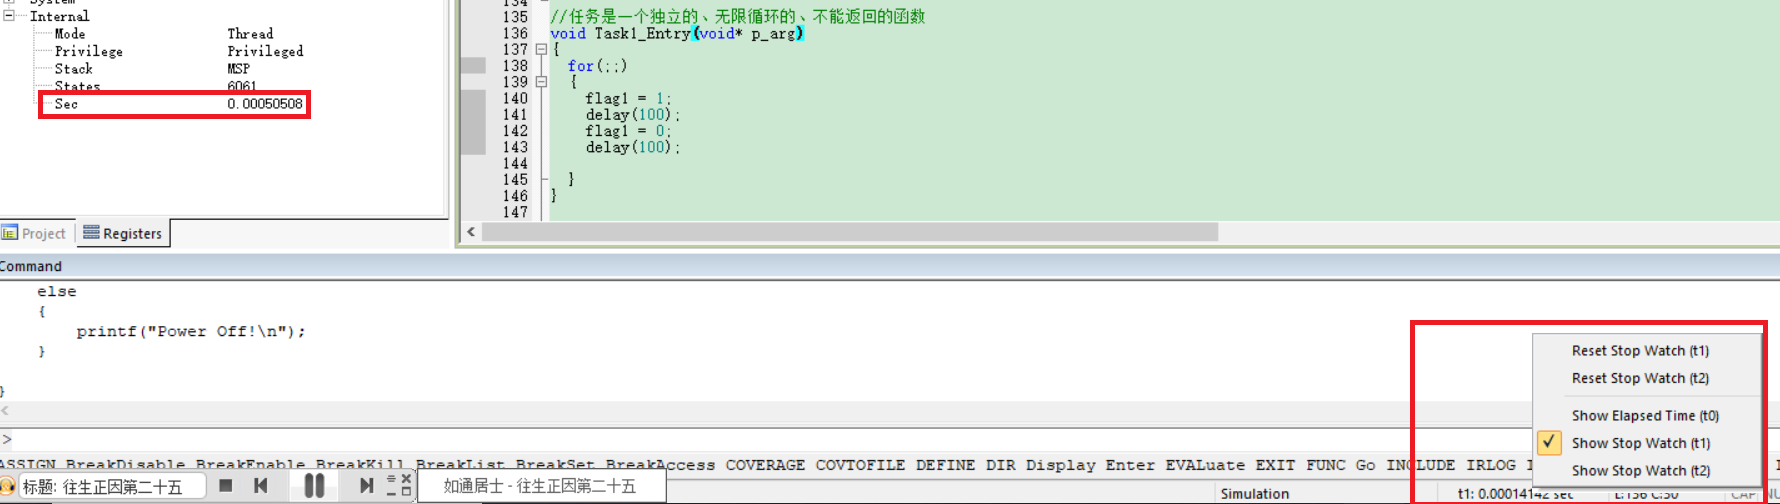 System
Internal
Mode Thread
Privilege Privileged
Stack MSP
States 6061
Sec 0.00050508
Project Registers
134
135 //任务是一个独立的、无限循环的、不能返回的函数
136 void Task1_Entry(void* p_arg)
137 {
138 for(;;)
139 {
140 flag1 = 1;
141 delay(100);
142 flag1 = 0;
143 delay(100);
144
145 }
146 }
147
Command
else
{
printf("Power Off!\n");
}
}
>
ASSIGN BreakDisable BreakEnable BreakKill BreakList BreakSet BreakAccess COVERAGE COVTOFILE DEFINE DIR Display Enter EVALuate EXIT FUNC Go INCLUDE IRLOG
标题: 往生正因第二十五
如通居士 - 往生正因第二十五
Reset Stop Watch (t1)
Reset Stop Watch (t2)
Show Elapsed Time (t0)
Show Stop Watch (t1)
Show Stop Watch (t2)
Simulation t1: 0.00014142 sec L:136 C:30 CAP